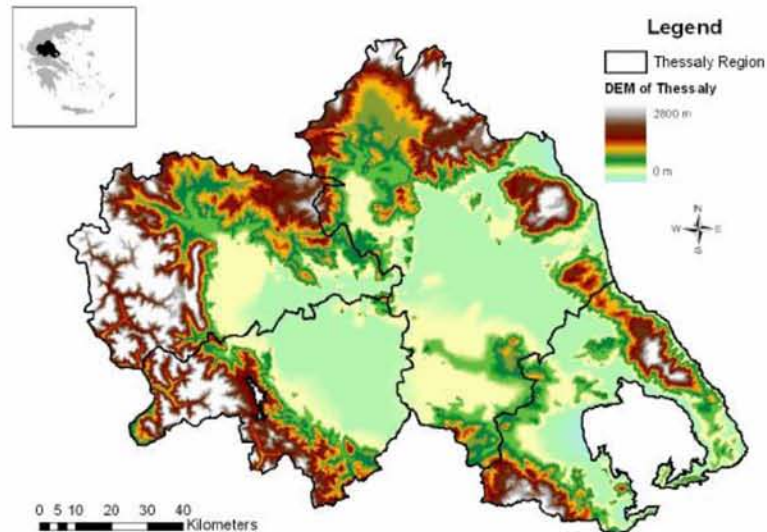 Legend
Thessaly Region
DEM of Thessaly
2800 m
0 m
N
W E
S
0 5 10 20 30 40
Kilometers